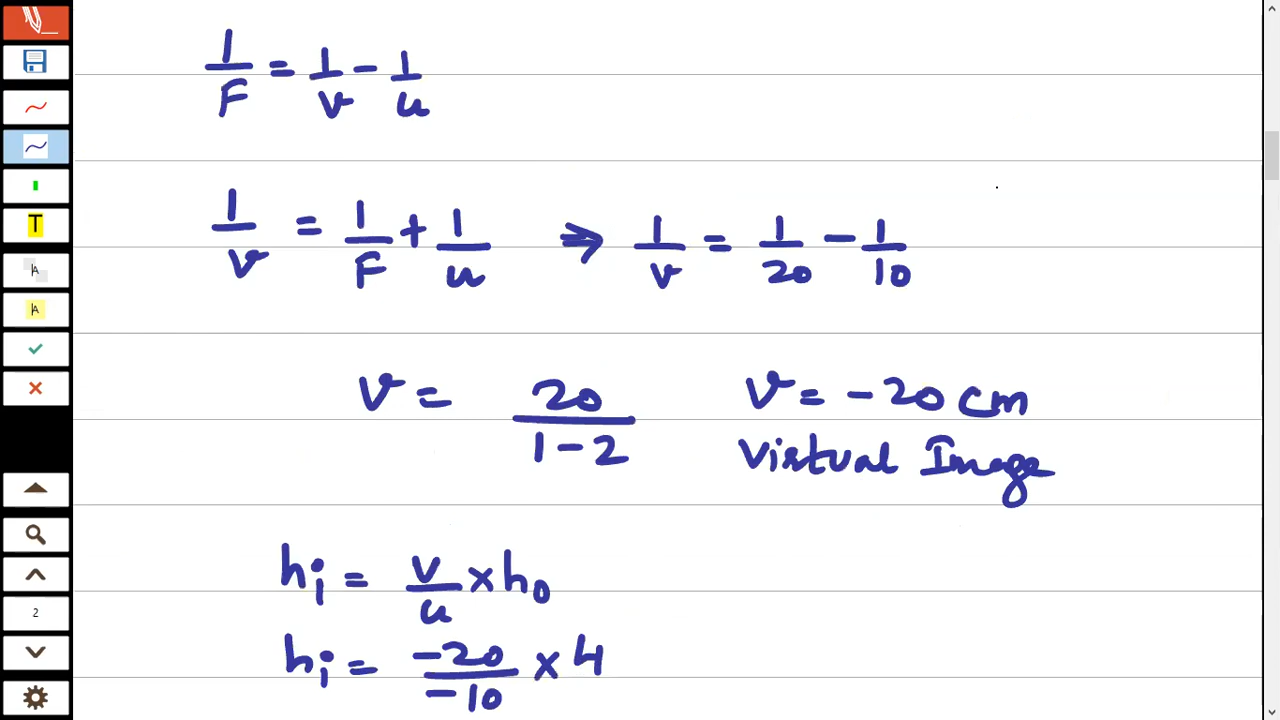 1/F = 1/v - 1/u
1/v = 1/F + 1/u ⇒ 1/v = 1/20 - 1/10
v = 20/(1-2) v = -20 cm
Virtual Image
hi = v/u × ho
hi = -20/-10 × 4
T
A
A
2